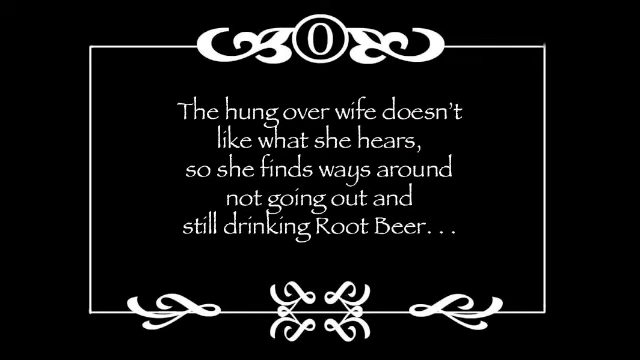 O
The hung over wife doesn't
like what she hears,
so she finds ways around
not going out and
still drinking Root Beer. . .